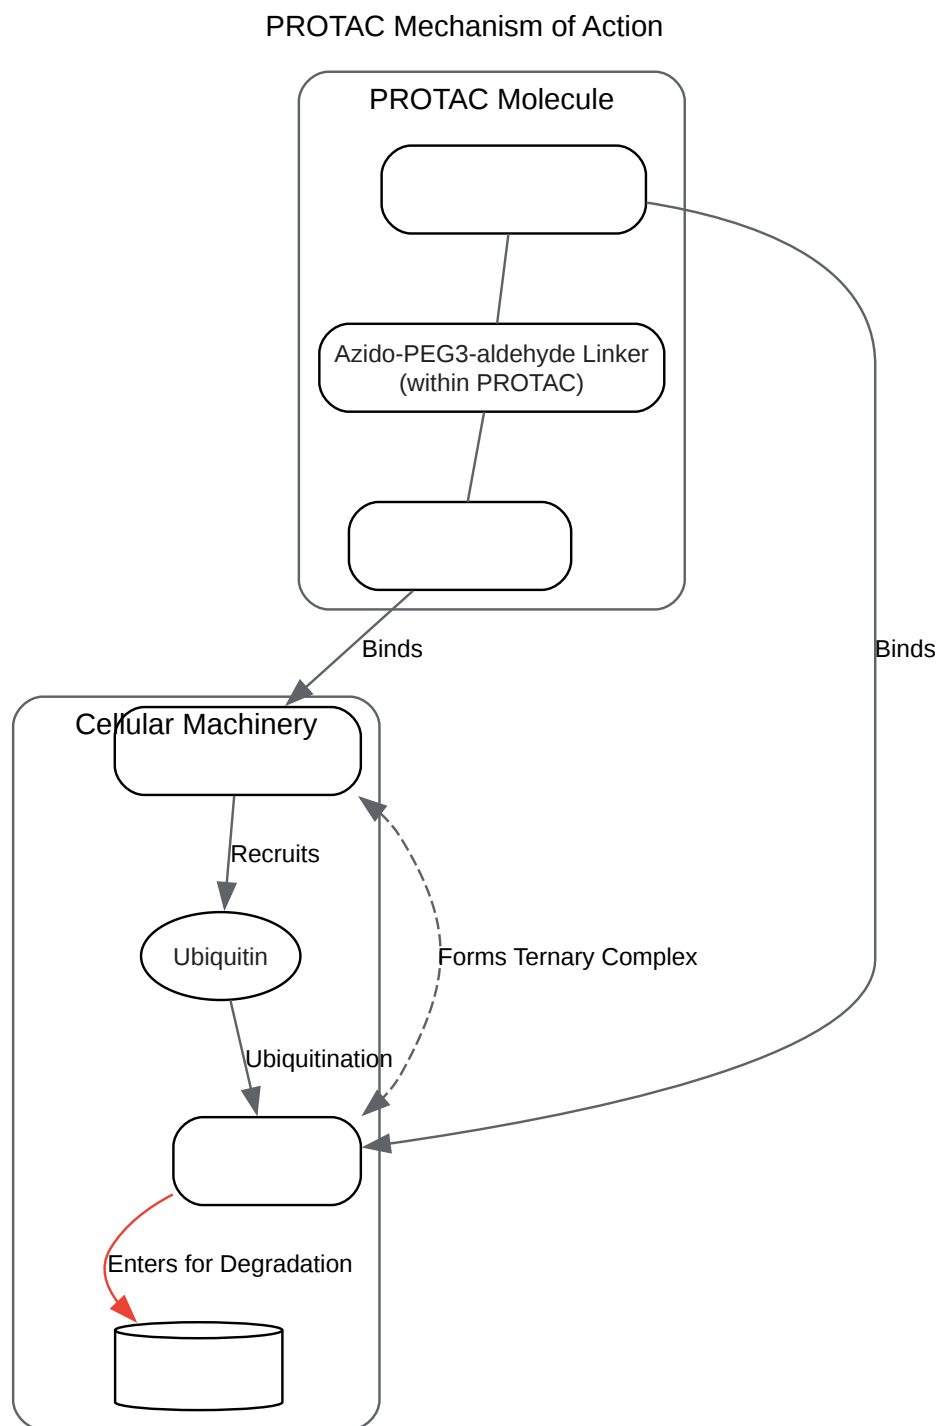 PROTAC Mechanism of Action
PROTAC Molecule
Azido-PEG3-aldehyde Linker
(within PROTAC)
Binds
Binds
Cellular Machinery
Recruits
Ubiquitin
Forms Ternary Complex
Ubiquitination
Enters for Degradation